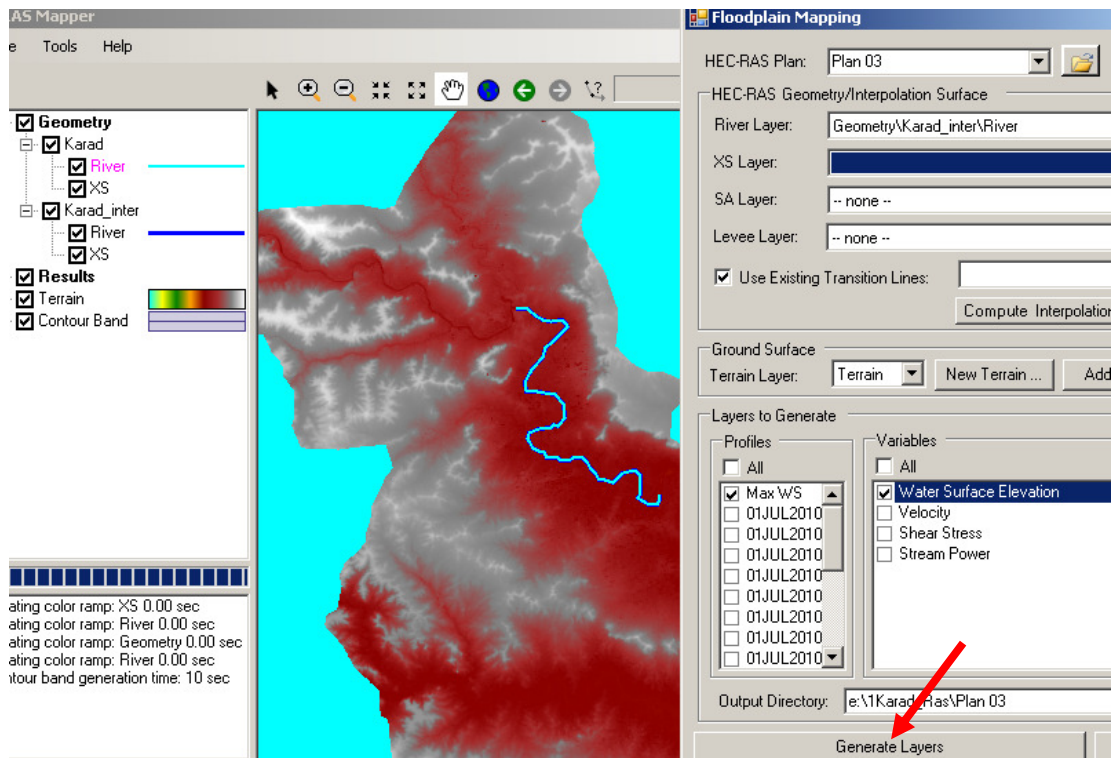 AS Mapper
e Tools Help
Geometry
Karad
River
XS
Karad_inter
River
XS
Results
Terrain
Contour Band
ating color ramp: XS 0.00 sec
ating color ramp: River 0.00 sec
ating color ramp: Geometry 0.00 sec
ating color ramp: River 0.00 sec
ntour band generation time: 10 sec
Floodplain Mapping
HEC-RAS Plan: Plan 03
HEC-RAS Geometry/Interpolation Surface
River Layer: Geometry\Karad_inter\River
XS Layer:
SA Layer: -- none --
Levee Layer: -- none --
Use Existing Transition Lines:
Compute Interpolation
Ground Surface
Terrain Layer: Terrain New Terrain ... Add
Layers to Generate
Profiles
All
Max WS
01JUL2010
01JUL2010
01JUL2010
01JUL2010
01JUL2010
01JUL2010
01JUL2010
01JUL2010
Variables
All
Water Surface Elevation
Velocity
Shear Stress
Stream Power
Output Directory: e:\1Karad_Ras\Plan 03
Generate Layers